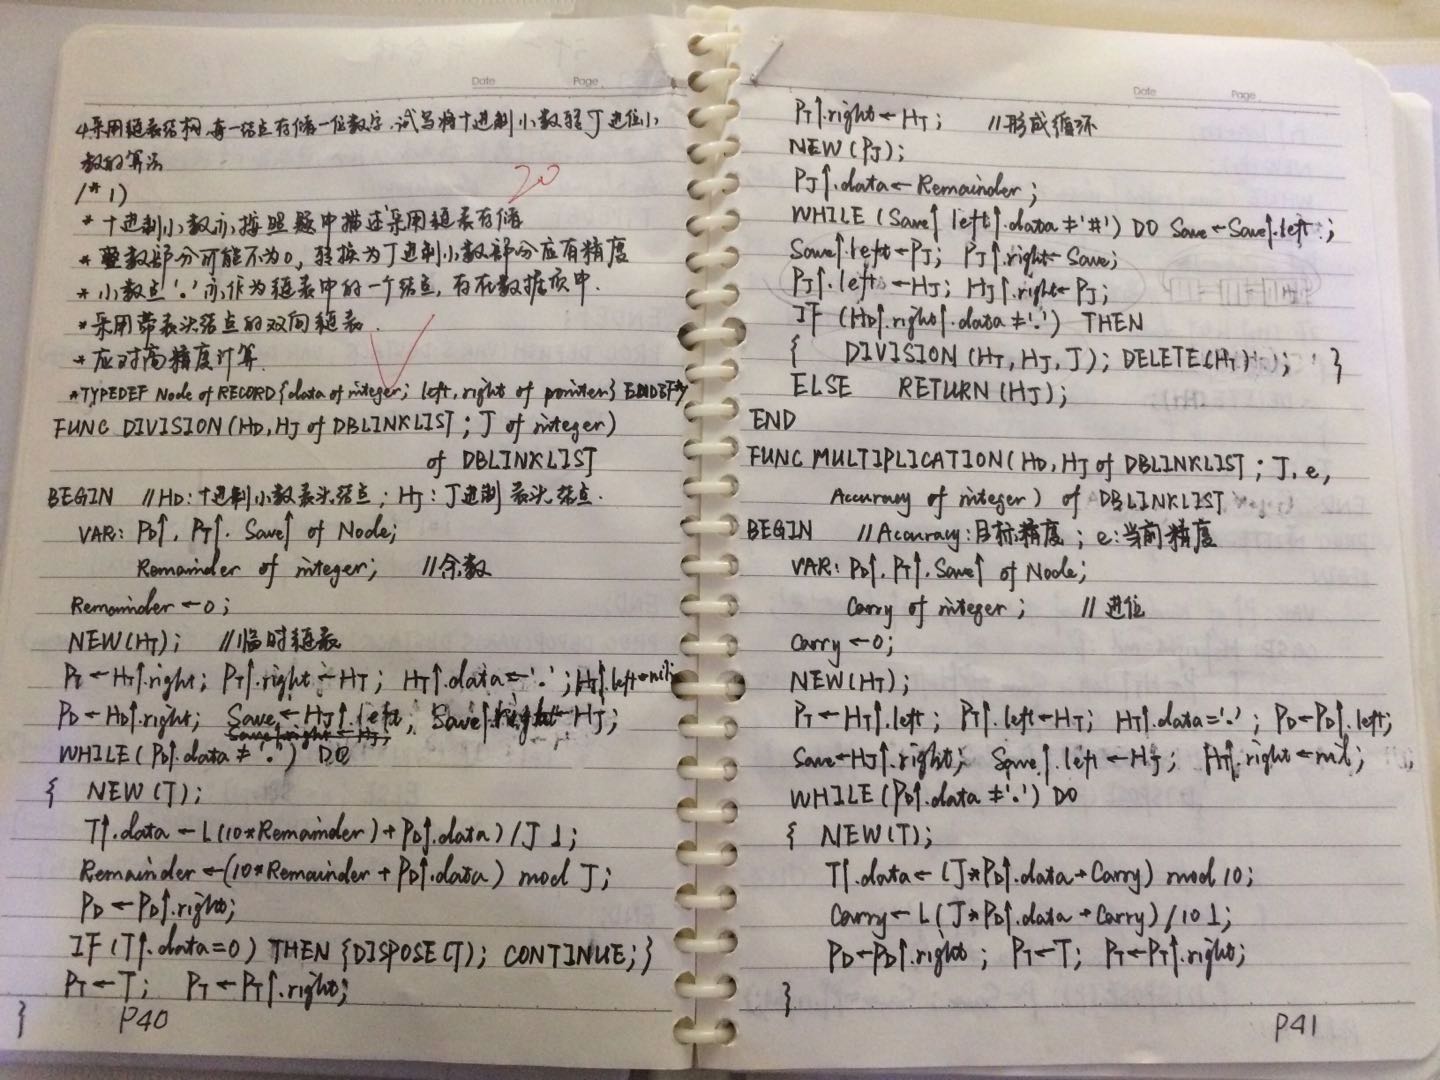 Date Page
4.采用链表结构,每一结点存储一位数字,试写将十进制小数转J进位小
数的算法
/* 1)
20
* 十进制小数亦按照题中描述采用链表存储
* 整数部分可能不为0,转换为J进制小数部分应有精度
* 小数点'.'亦作为链表中的一个结点,存在数据项中.
* 采用带表头结点的双向链表.
* 应对高精度计算.
*TYPEDEF Node of RECORD{data of integer; left, right of pointer} ENDDEF*/
FUNC DIVISION(HD, HJ of DBLINKLIST; J of integer)
of DBLINKLIST
BEGIN //HD:十进制小数表头结点; HJ:J进制表头结点.
VAR: PD↑, PT↑, Save↑ of Node;
Remainder of integer; //余数
Remainder←0;
NEW(HT); //临时链表
PT←HT↑.right; PT↑.right←HT; HT↑.data='.'; HT↑.left←nil;
PD←HD↑.right; Save←HJ↑.left; Save↑.right←HJ;
WHILE(PD↑.data≠'.') DO
{ NEW(T);
T↑.data←⌊(10*Remainder)+PD↑.data)/J⌋;
Remainder←(10*Remainder+PD↑.data) mod J;
PD←PD↑.right;
IF(T↑.data=0) THEN {DISPOSE(T); CONTINUE;}
PT←T; PT←PT↑.right;
}
P40
Date Page
PT↑.right←HT; //形成循环
NEW(PJ);
PJ↑.data←Remainder;
WHILE(Save↑.left↑.data≠'#') DO Save←Save↑.left;
Save↑.left←PJ; PJ↑.right←Save;
PJ↑.left←HJ; HJ↑.right←PJ;
IF (HD↑.right↑.data≠'.') THEN
{ DIVISION(HT, HJ, J); DELETE(HT); }
ELSE RETURN(HJ);
END
FUNC MULTIPLICATION(HD, HJ of DBLINKLIST; J, e,
Accuracy of integer) of DBLINKLIST
BEGIN //Accuracy:目标精度; e:当前精度
VAR: PD↑, PT↑, Save↑ of Node;
Carry of integer; //进位
Carry←0;
NEW(HT);
PT←HT↑.left; PT↑.left←HT; HT↑.data='.'; PD←PD↑.left;
Save←HJ↑.right; Save↑.left←HJ; HT↑.right←nil;
WHILE(PD↑.data≠'.') DO
{ NEW(T);
T↑.data←(J*PD↑.data+Carry) mod 10;
Carry←⌊(J*PD↑.data+Carry)/10⌋;
PD←PD↑.right; PT←T; PT←PT↑.right;
}
P41